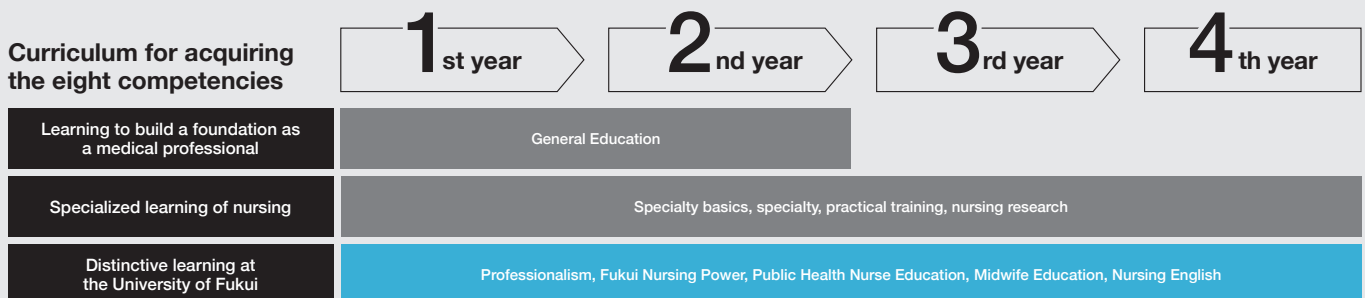 Curriculum for acquiring
the eight competencies
1st year
2nd year
3rd year
4th year
Learning to build a foundation as
a medical professional
General Education
Specialized learning of nursing
Specialty basics, specialty, practical training, nursing research
Distinctive learning at
the University of Fukui
Professionalism, Fukui Nursing Power, Public Health Nurse Education, Midwife Education, Nursing English